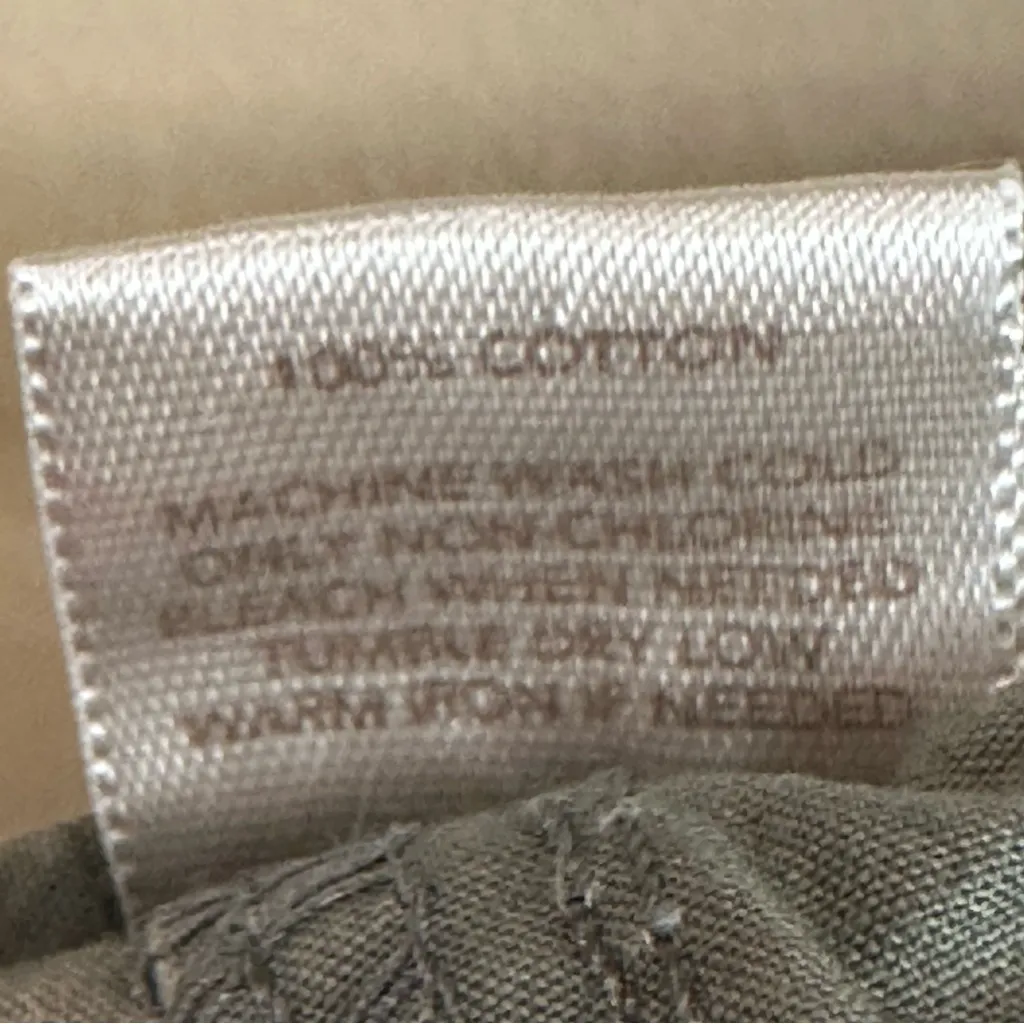 100% COTTON
MACHINE WASH COLD
ONLY NON CHLORINE
BLEACH WHEN NEEDED
TUMBLE DRY LOW
WARM IRON IF NEEDED